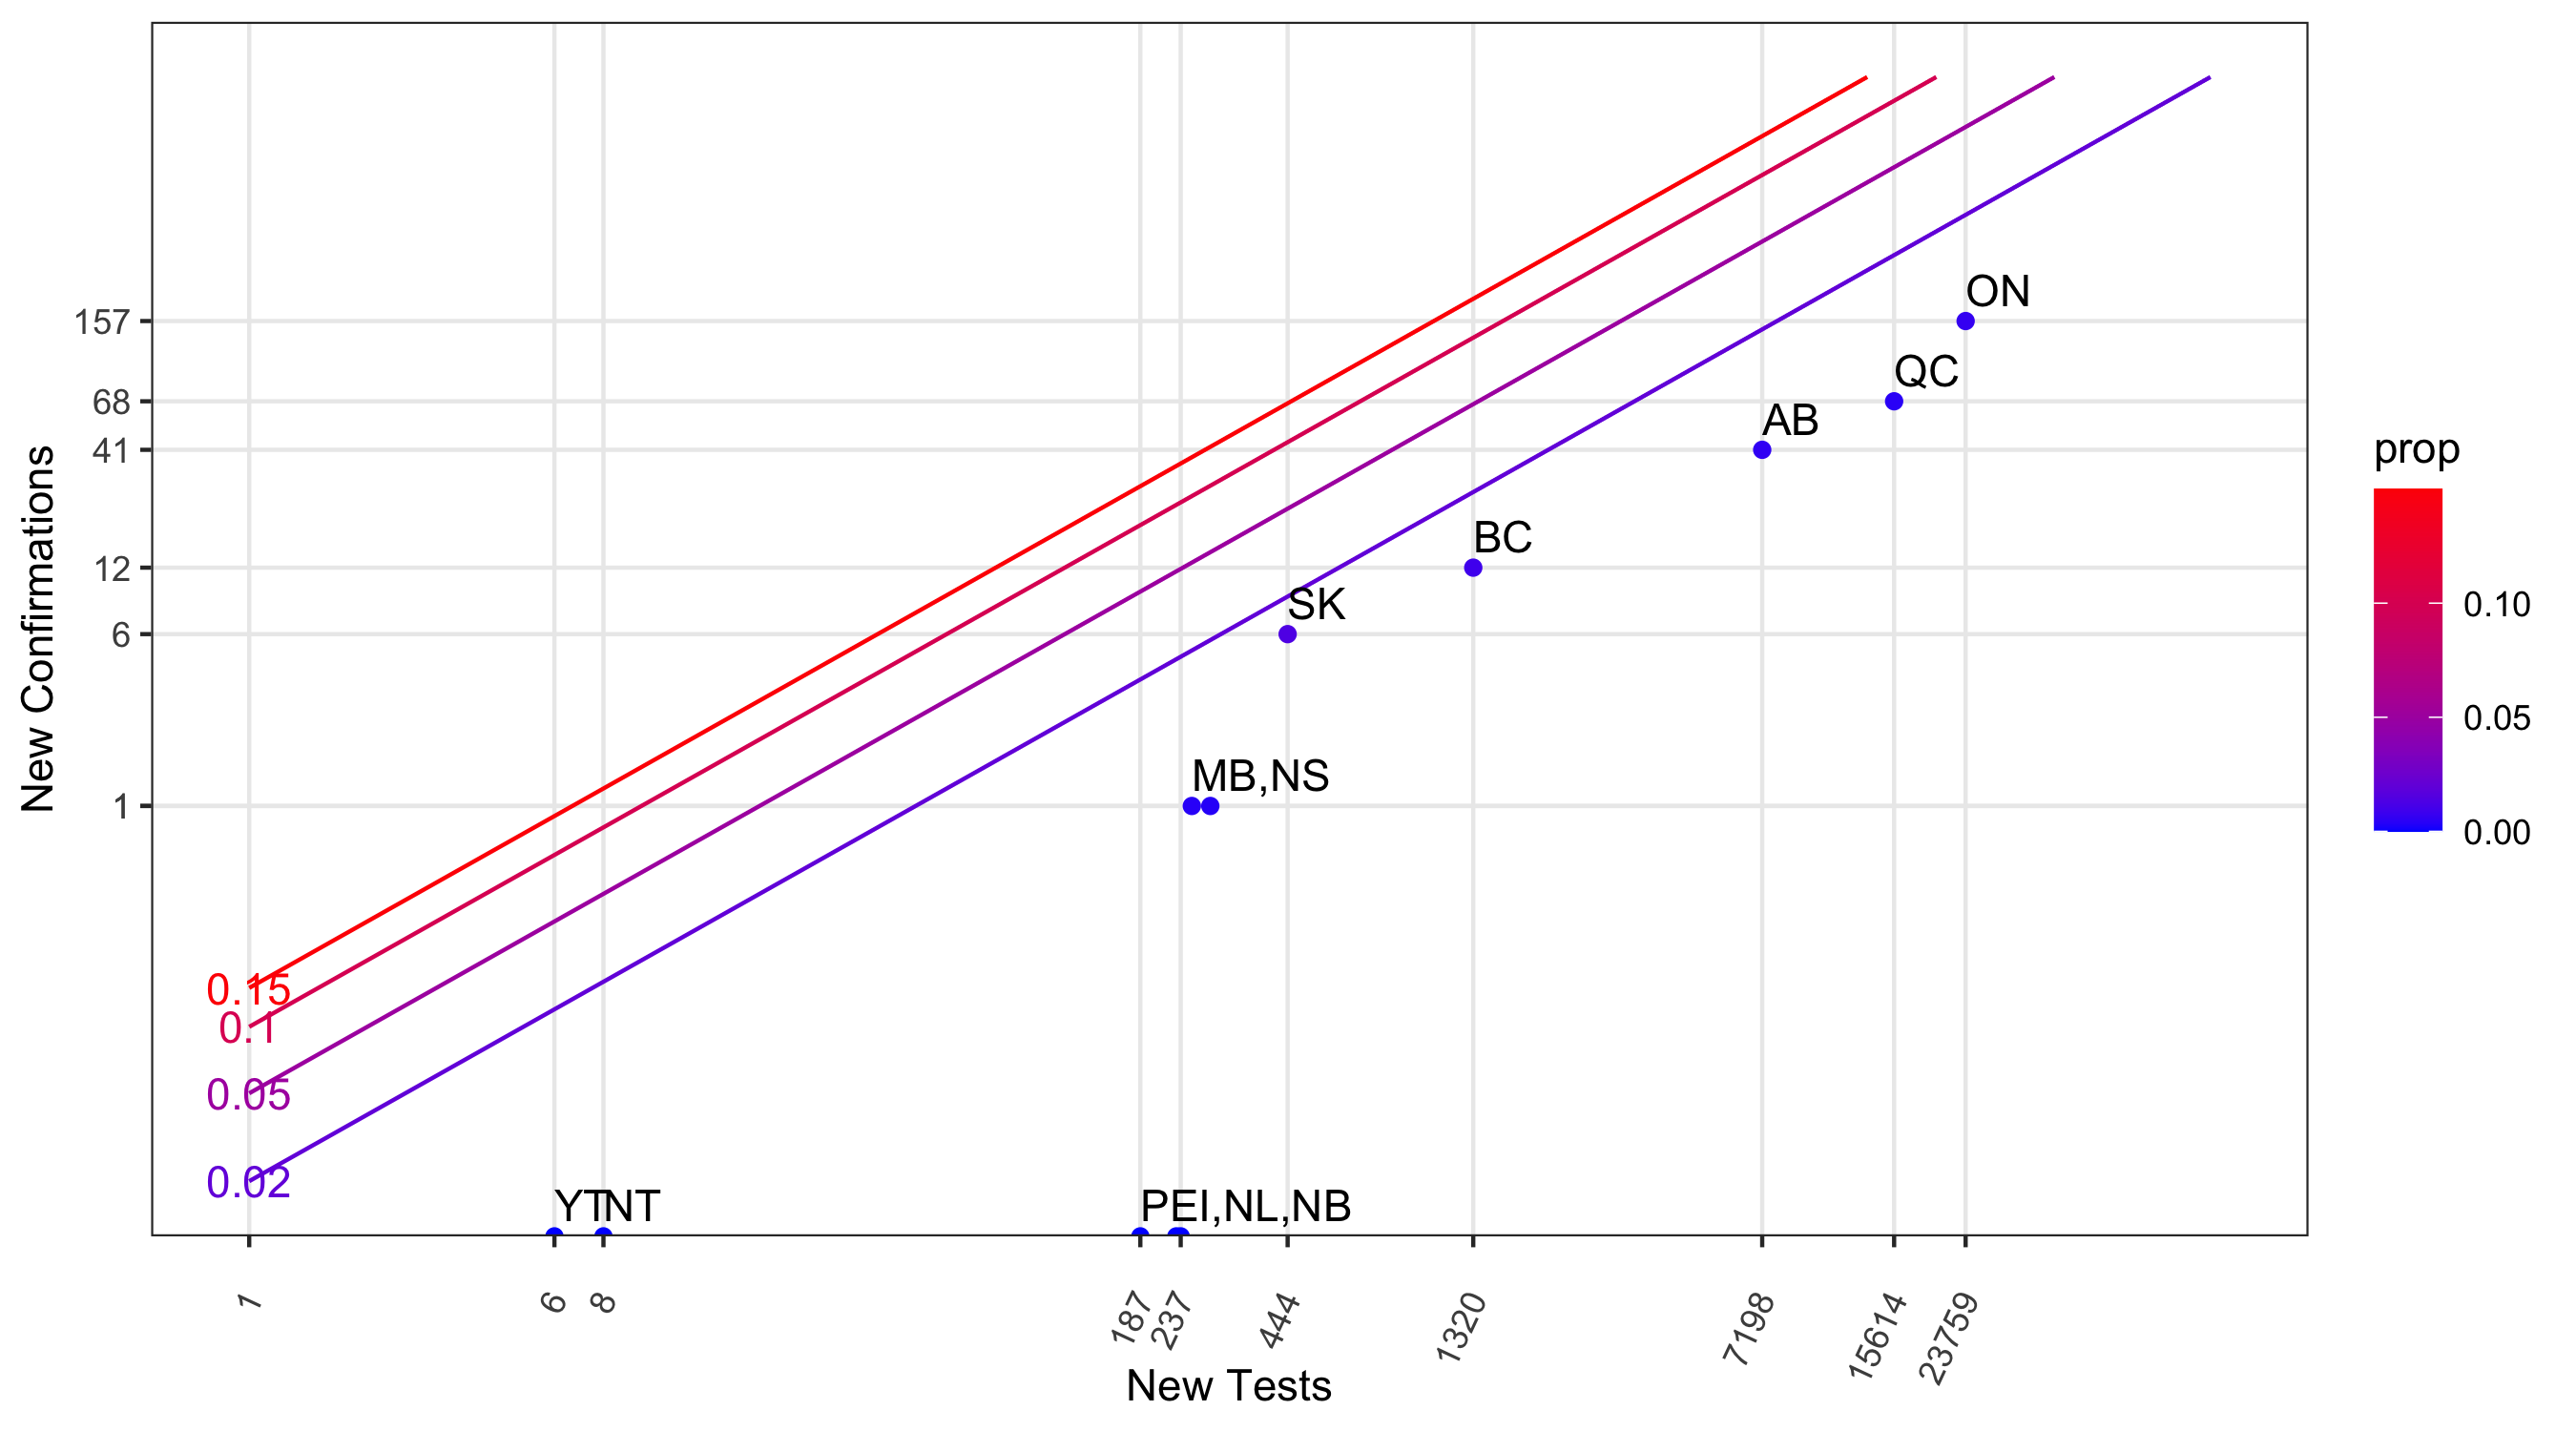 New Confirmations
157
68
41
12
6
1
ON
QC
AB
BC
SK
MB,NS
0.15
0.1
0.05
0.02
YT
NT
PEI,NL,NB
1
6
8
187
237
444
1320
7198
15614
23759
New Tests
prop
0.10
0.05
0.00